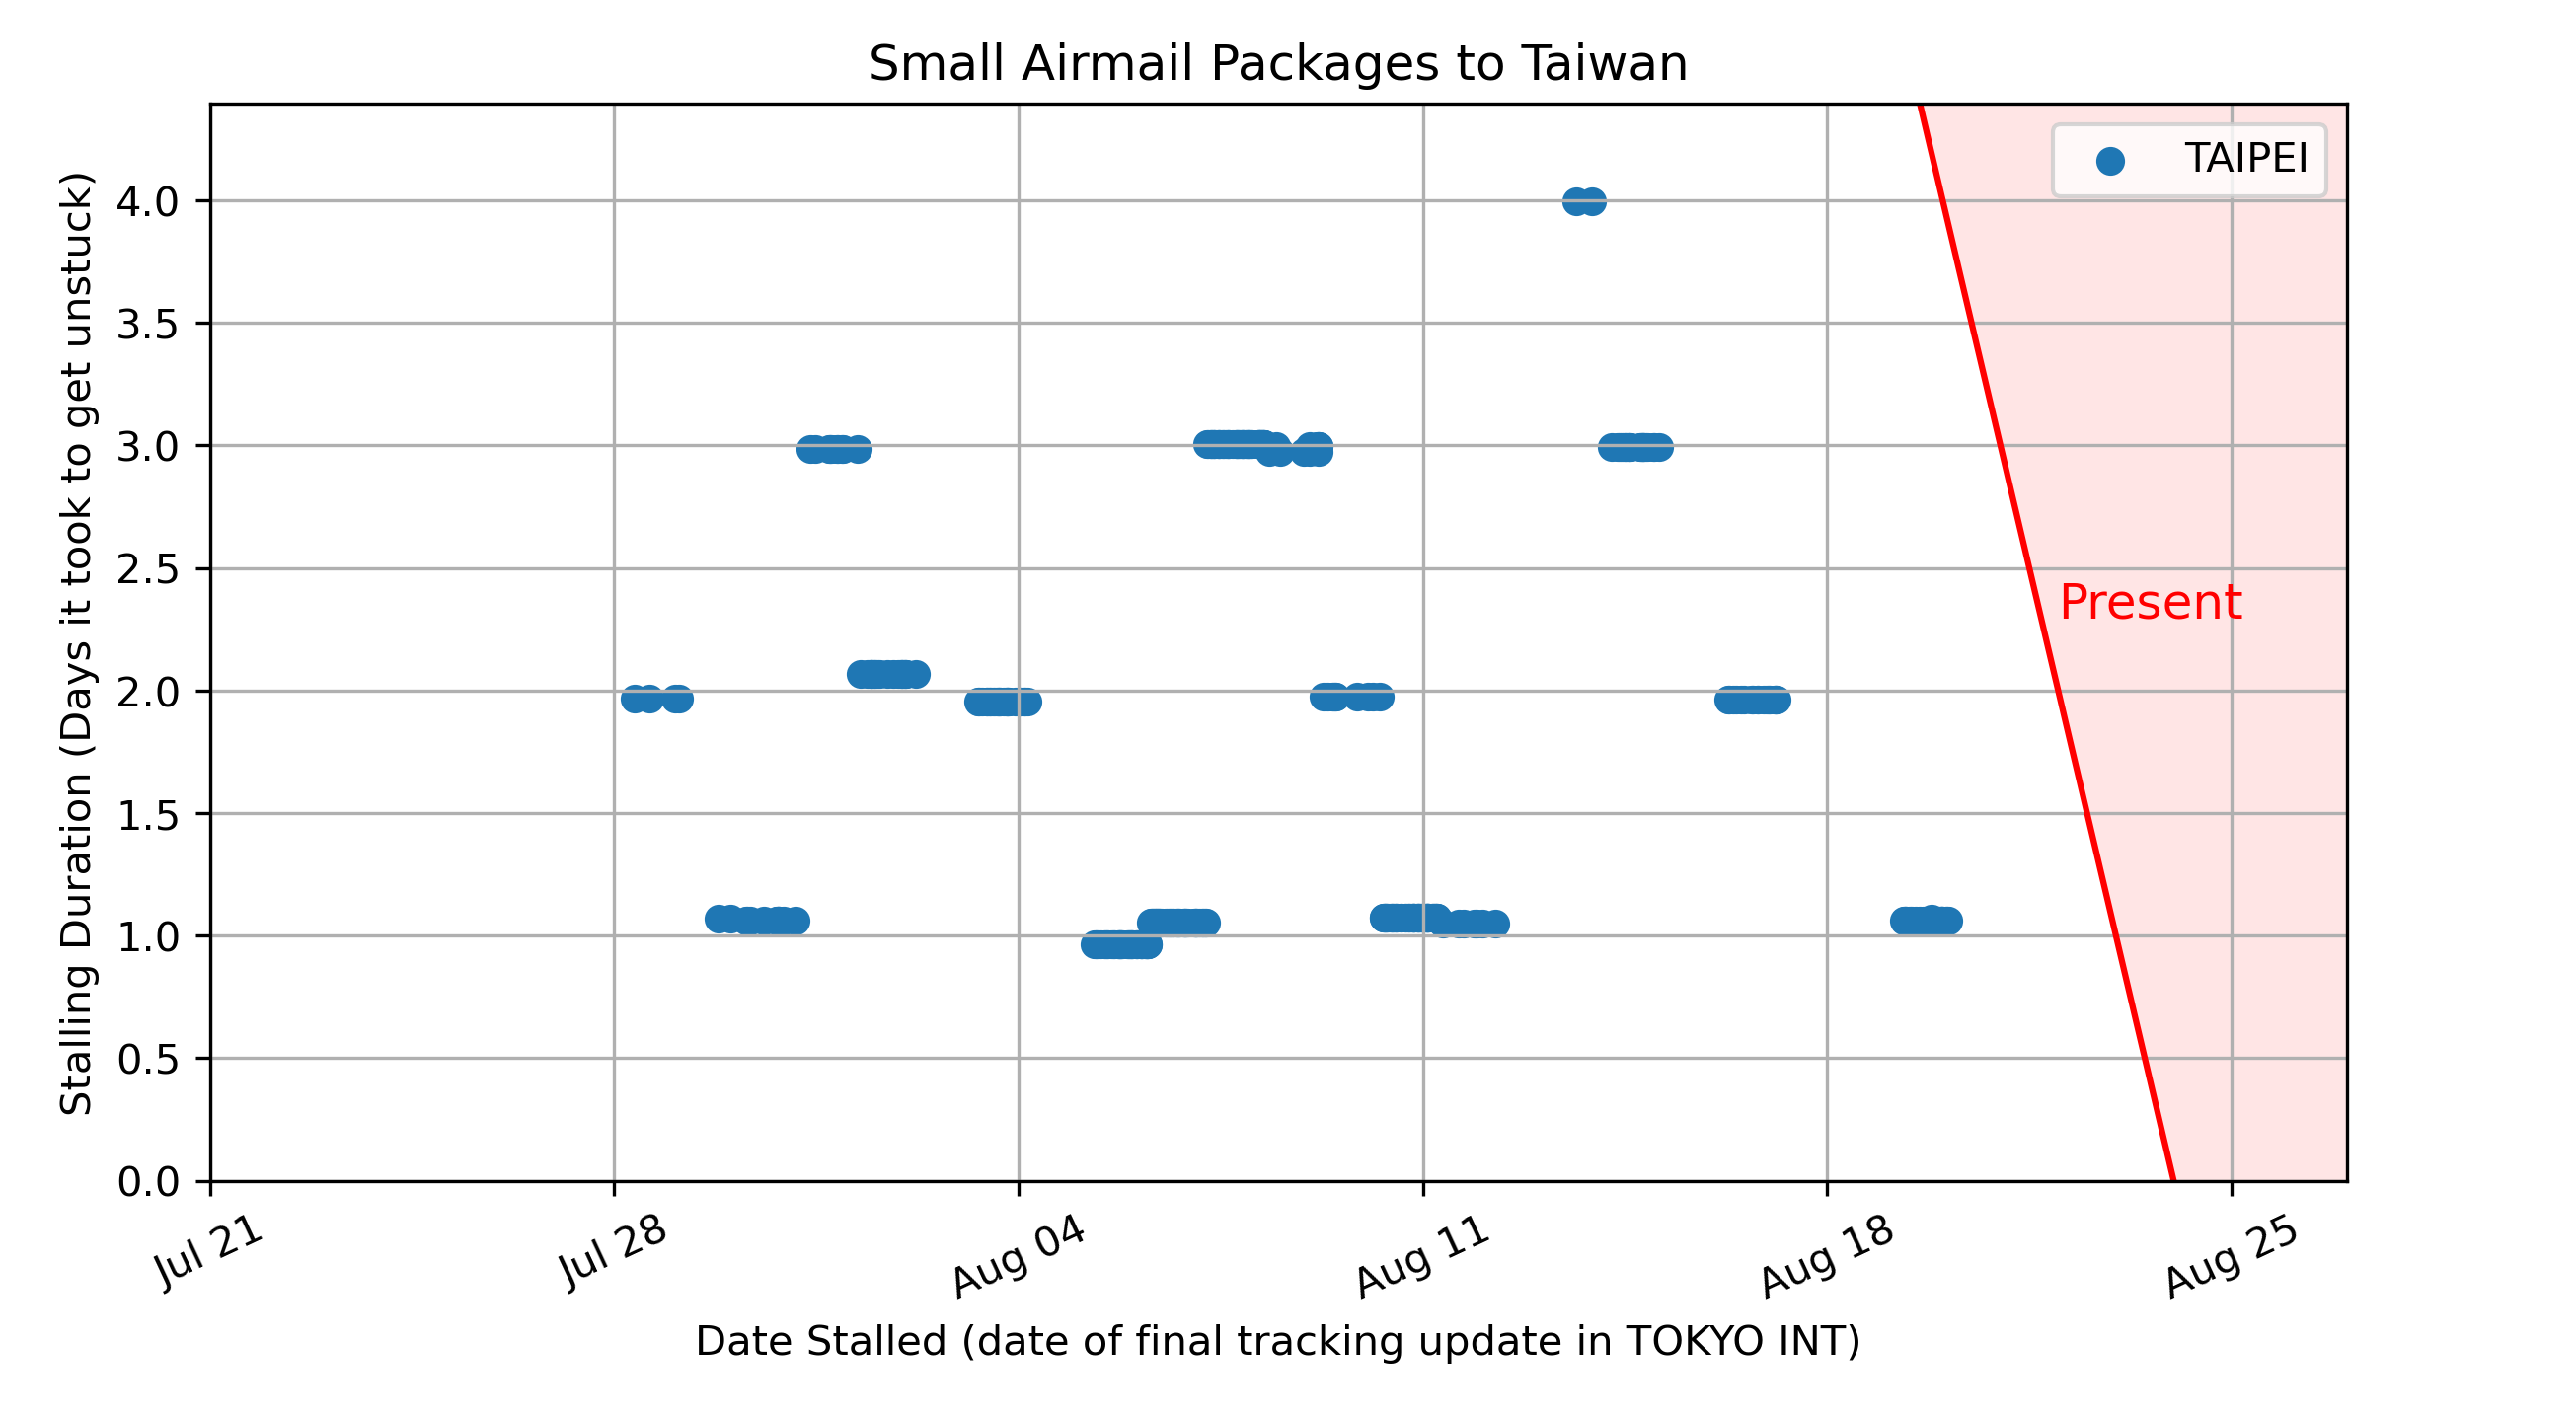 Small Airmail Packages to Taiwan
TAIPEI
Present
Stalling Duration (Days it took to get unstuck)
4.0
3.5
3.0
2.5
2.0
1.5
1.0
0.5
0.0
Jul 21
Jul 28
Aug 04
Aug 11
Aug 18
Aug 25
Date Stalled (date of final tracking update in TOKYO INT)